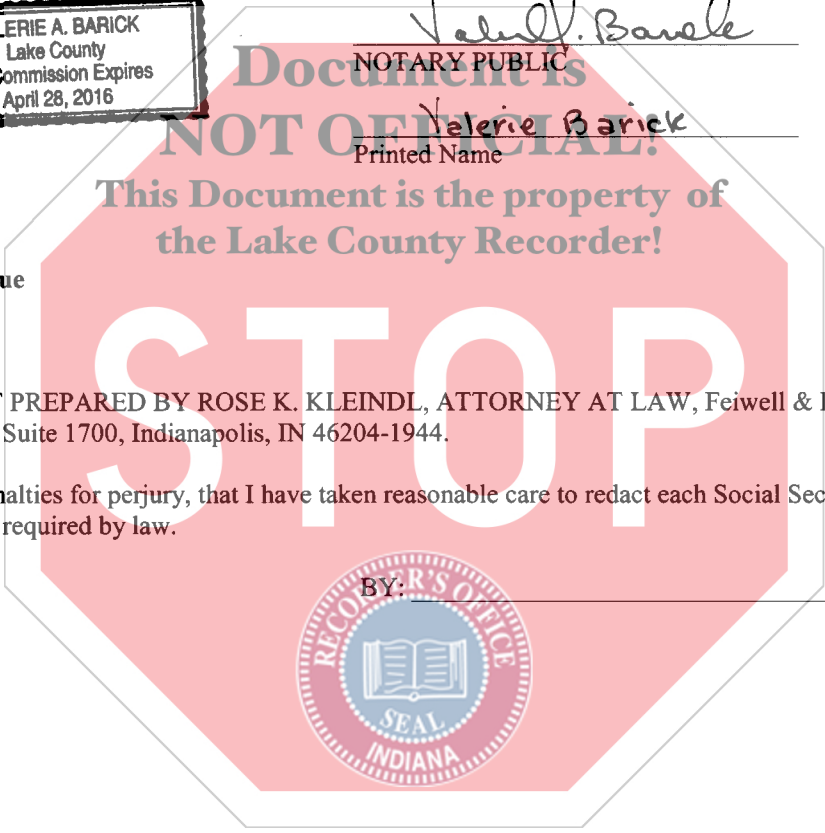 ERIE A. BARICK
Lake County
ommission Expires
April 28, 2016
NOTARY PUBLIC
Valerie Barick
Printed Name
Document is
NOT OFFICIAL!
This Document is the property of
the Lake County Recorder!
ue
STOP
PREPARED BY ROSE K. KLEINDL, ATTORNEY AT LAW, Feiwell &
Suite 1700, Indianapolis, IN 46204-1944.
alties for perjury, that I have taken reasonable care to redact each Social Sec
required by law.
BY:
RECORDER'S OFFICE
SEAL
INDIANA